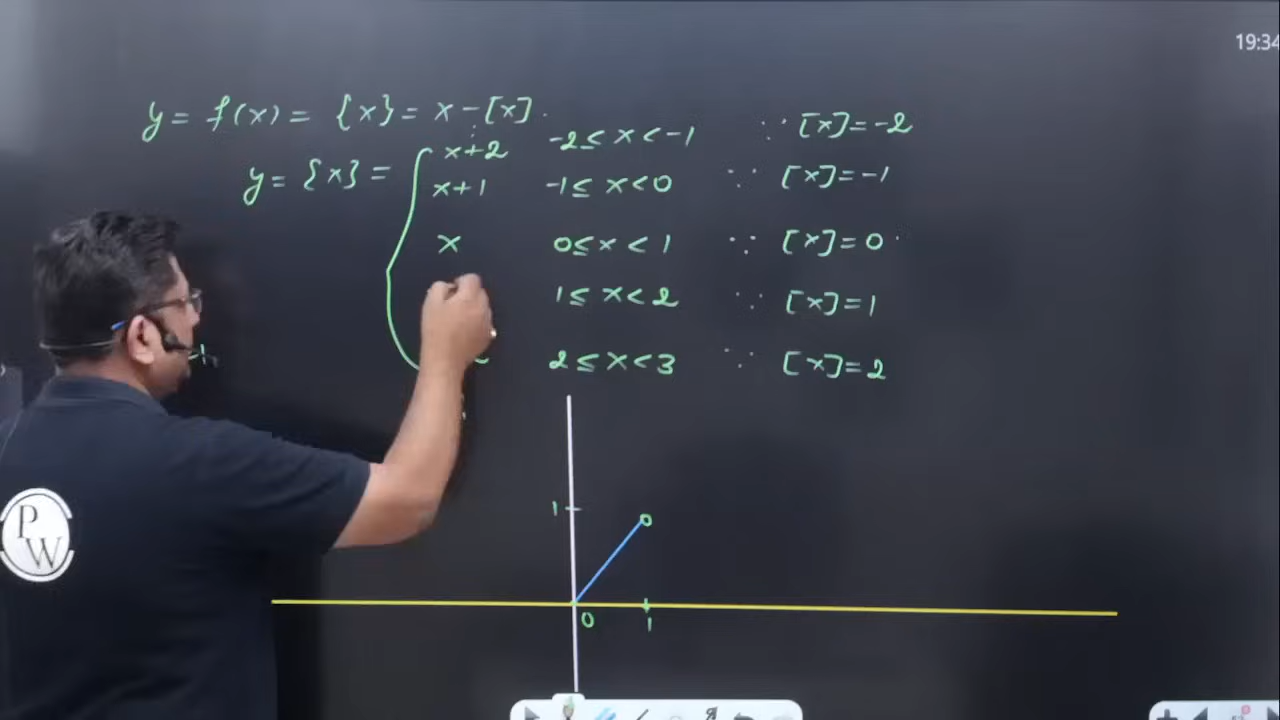 19:34
y = f(x) = {x} = x - [x].
x+2 -2 ≤ x < -1 ∵ [x] = -2
y = {x} = x+1 -1 ≤ x < 0 ∵ [x] = -1
x 0 ≤ x < 1 ∵ [x] = 0
1 ≤ x < 2 ∵ [x] = 1
2 ≤ x < 3 ∵ [x] = 2
1
0 1
PW